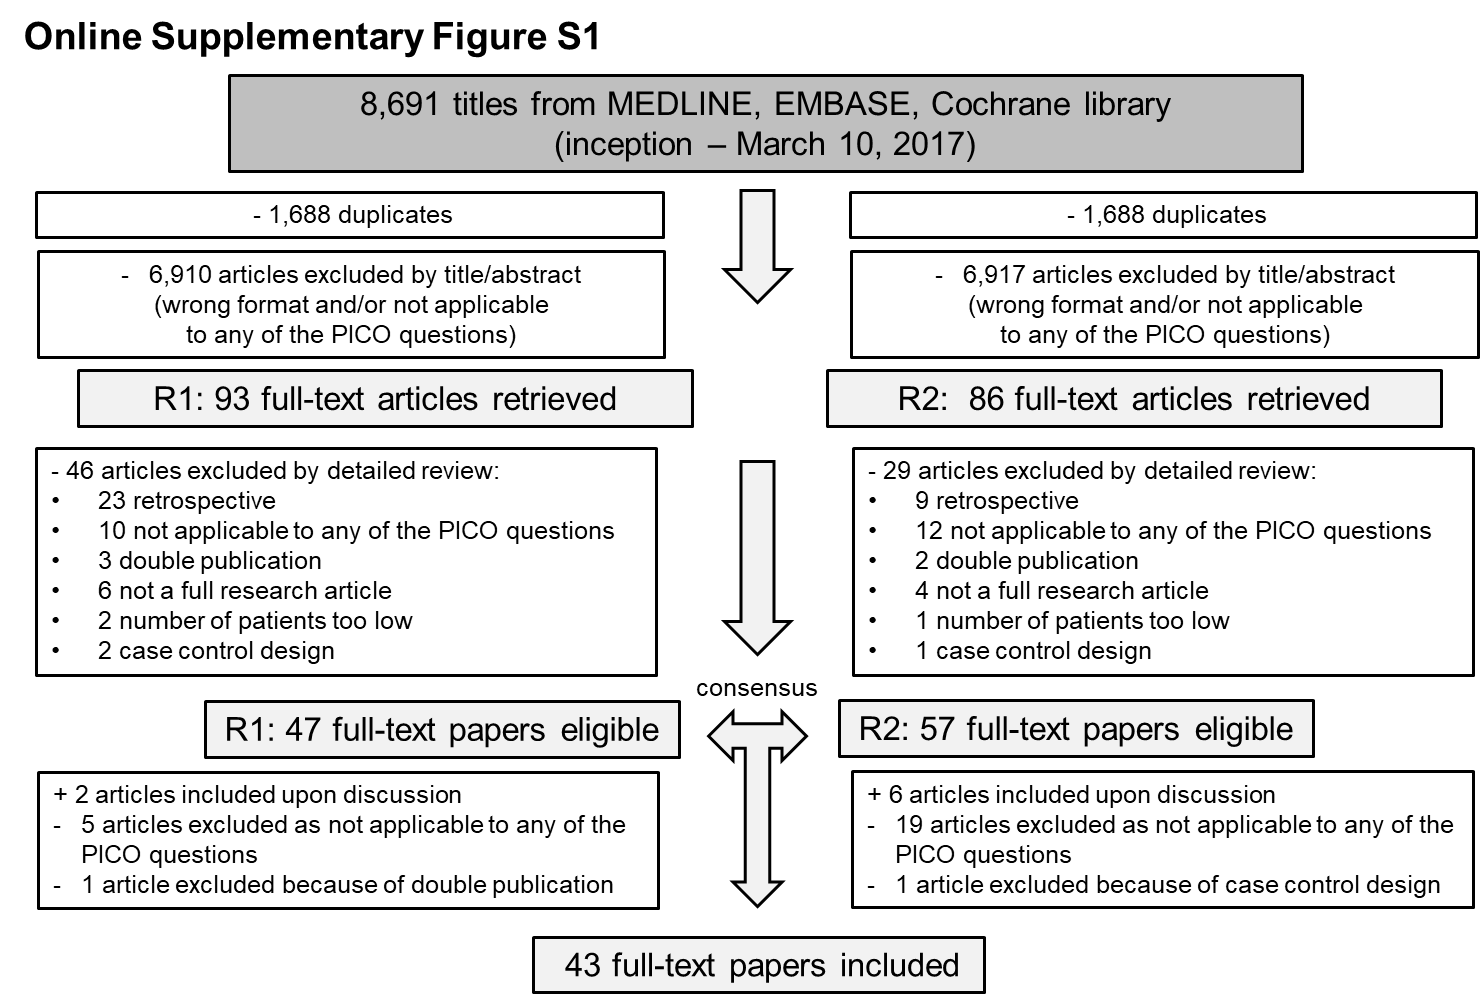 Online Supplementary Figure S1
8,691 titles from MEDLINE, EMBASE, Cochrane library
(inception – March 10, 2017)
- 1,688 duplicates
- 6,910 articles excluded by title/abstract
(wrong format and/or not applicable
to any of the PICO questions)
R1: 93 full-text articles retrieved
- 1,688 duplicates
- 6,917 articles excluded by title/abstract
(wrong format and/or not applicable
to any of the PICO questions)
R2: 86 full-text articles retrieved
- 46 articles excluded by detailed review:
• 23 retrospective
• 10 not applicable to any of the PICO questions
• 3 double publication
• 6 not a full research article
• 2 number of patients too low
• 2 case control design
- 29 articles excluded by detailed review:
• 9 retrospective
• 12 not applicable to any of the PICO questions
• 2 double publication
• 4 not a full research article
• 1 number of patients too low
• 1 case control design
consensus
R1: 47 full-text papers eligible
R2: 57 full-text papers eligible
+ 2 articles included upon discussion
- 5 articles excluded as not applicable to any of the
PICO questions
- 1 article excluded because of double publication
+ 6 articles included upon discussion
- 19 articles excluded as not applicable to any of the
PICO questions
- 1 article excluded because of case control design
43 full-text papers included